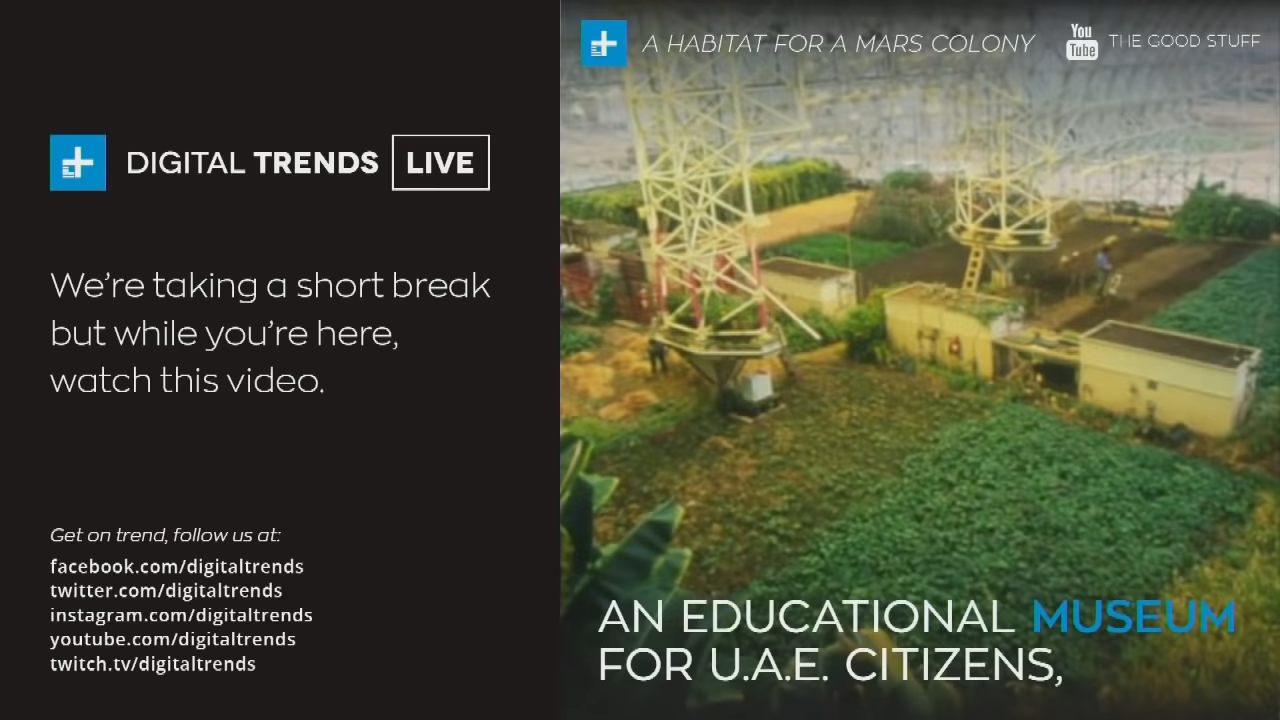 DIGITAL TRENDS LIVE
We're taking a short break
but while you're here,
watch this video.
Get on trend, follow us at:
facebook.com/digitaltrends
twitter.com/digitaltrends
instagram.com/digitaltrends
youtube.com/digitaltrends
twitch.tv/digitaltrends
A HABITAT FOR A MARS COLONY
You
Tube
THE GOOD STUFF
AN EDUCATIONAL MUSEUM
FOR U.A.E. CITIZENS,